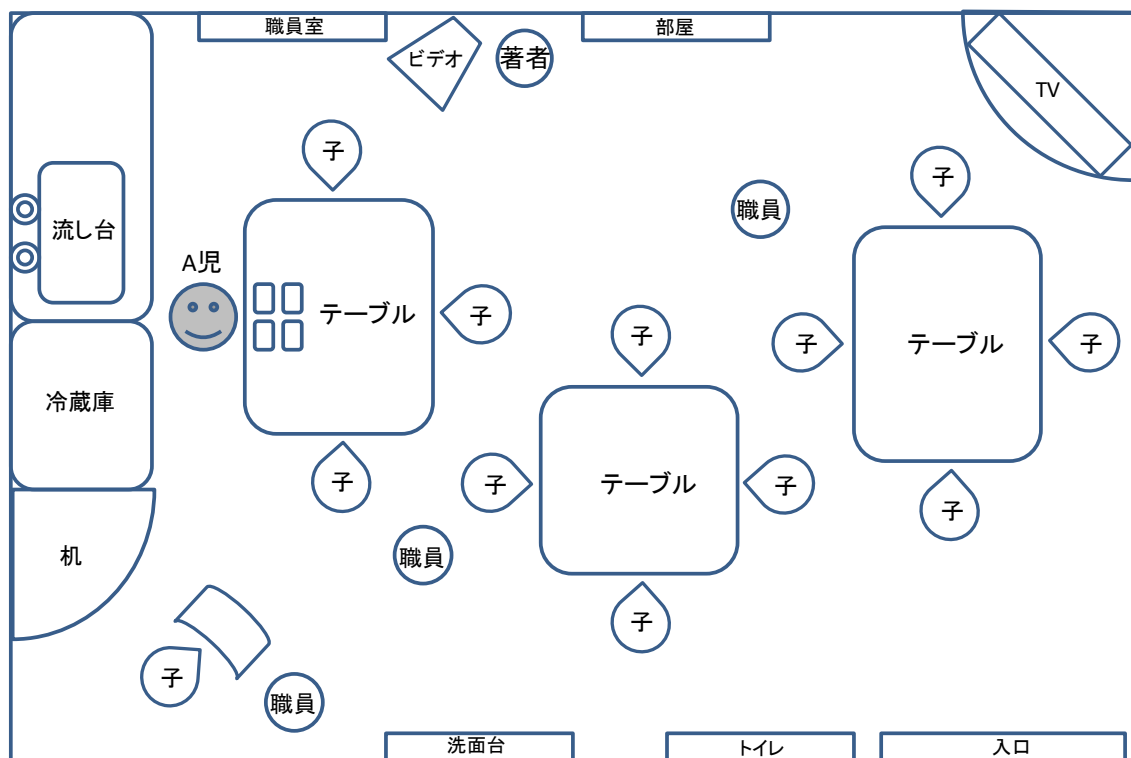 職員室
部屋
ビデオ
著者
TV
子
子
職員
流し台
A児
テーブル
子
子
テーブル
子
子
冷蔵庫
子
テーブル
子
子
子
机
職員
子
子
職員
洗面台
トイレ
入口